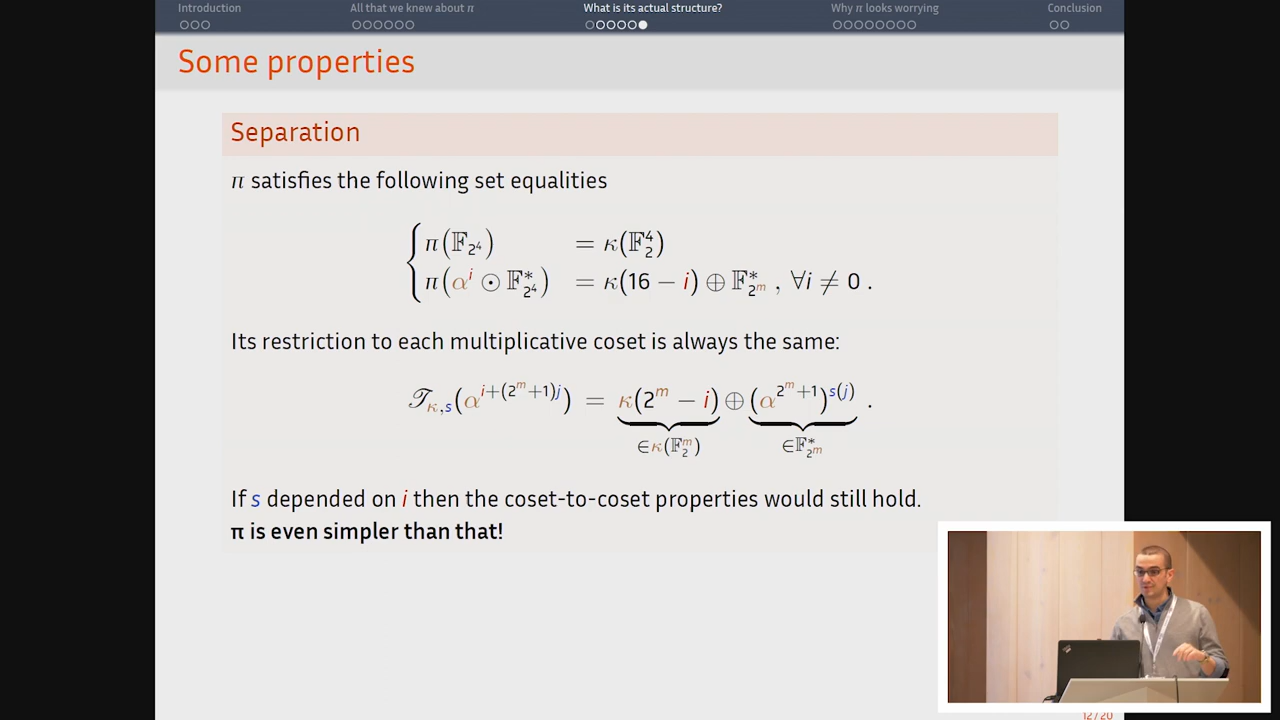 Introduction All that we knew about π What is its actual structure? Why π looks worrying Conclusion
Some properties
Separation
π satisfies the following set equalities
π(𝔽_{2^4}) = κ(𝔽_2^4)
π(α^i ⊙ 𝔽*_{2^4}) = κ(16 − i) ⊕ 𝔽*_{2^m} , ∀i ≠ 0 .
Its restriction to each multiplicative coset is always the same:
𝒯_{κ,s}(α^{i+(2^m+1)j}) = κ(2^m − i) ⊕ (α^{2^m+1})^{s(j)} .
∈κ(𝔽_2^m) ∈𝔽*_{2^m}
If s depended on i then the coset-to-coset properties would still hold.
π is even simpler than that!
12/20